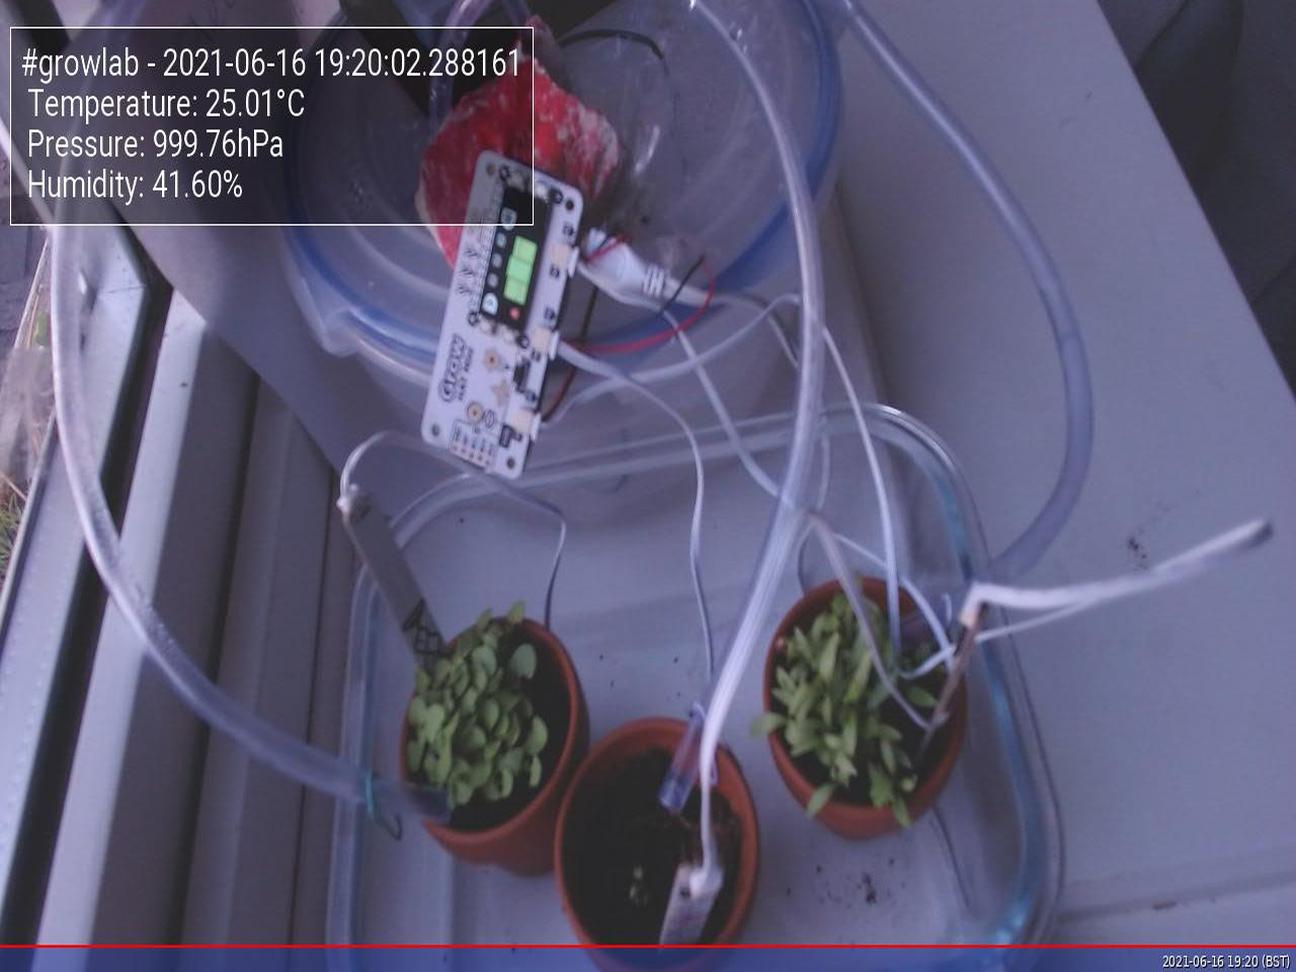 #growlab - 2021-06-16 19:20:02.288161
Temperature: 25.01°C
Pressure: 999.76hPa
Humidity: 41.60%
GROW
2021-06-16 19:20 (BST)